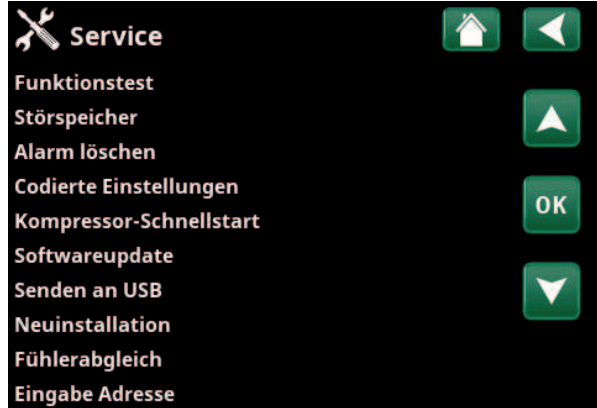 Service
Funktionstest
Störspeicher
Alarm löschen
Codierte Einstellungen
Kompressor-Schnellstart
OK
Softwareupdate
Senden an USB
Neuinstallation
Fühlerabgleich
Eingabe Adresse